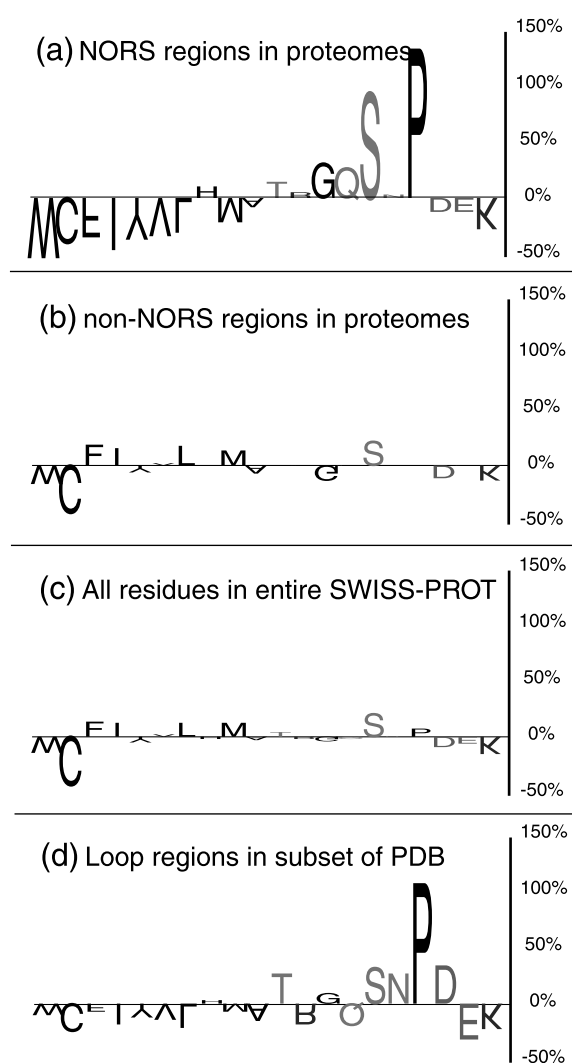 (a) NORS regions in proteomes
150%
100%
50%
0%
-50%
W C F I Y V L H M A T R G Q S N P D E K
(b) non-NORS regions in proteomes
150%
100%
50%
0%
-50%
W C F I Y V L M A G S D K
(c) All residues in entire SWISS-PROT
150%
100%
50%
0%
-50%
W C F I Y V L H M A T R G S P D E K
(d) Loop regions in subset of PDB
150%
100%
50%
0%
-50%
W C F I Y V L H M A T R G Q S N P D E K